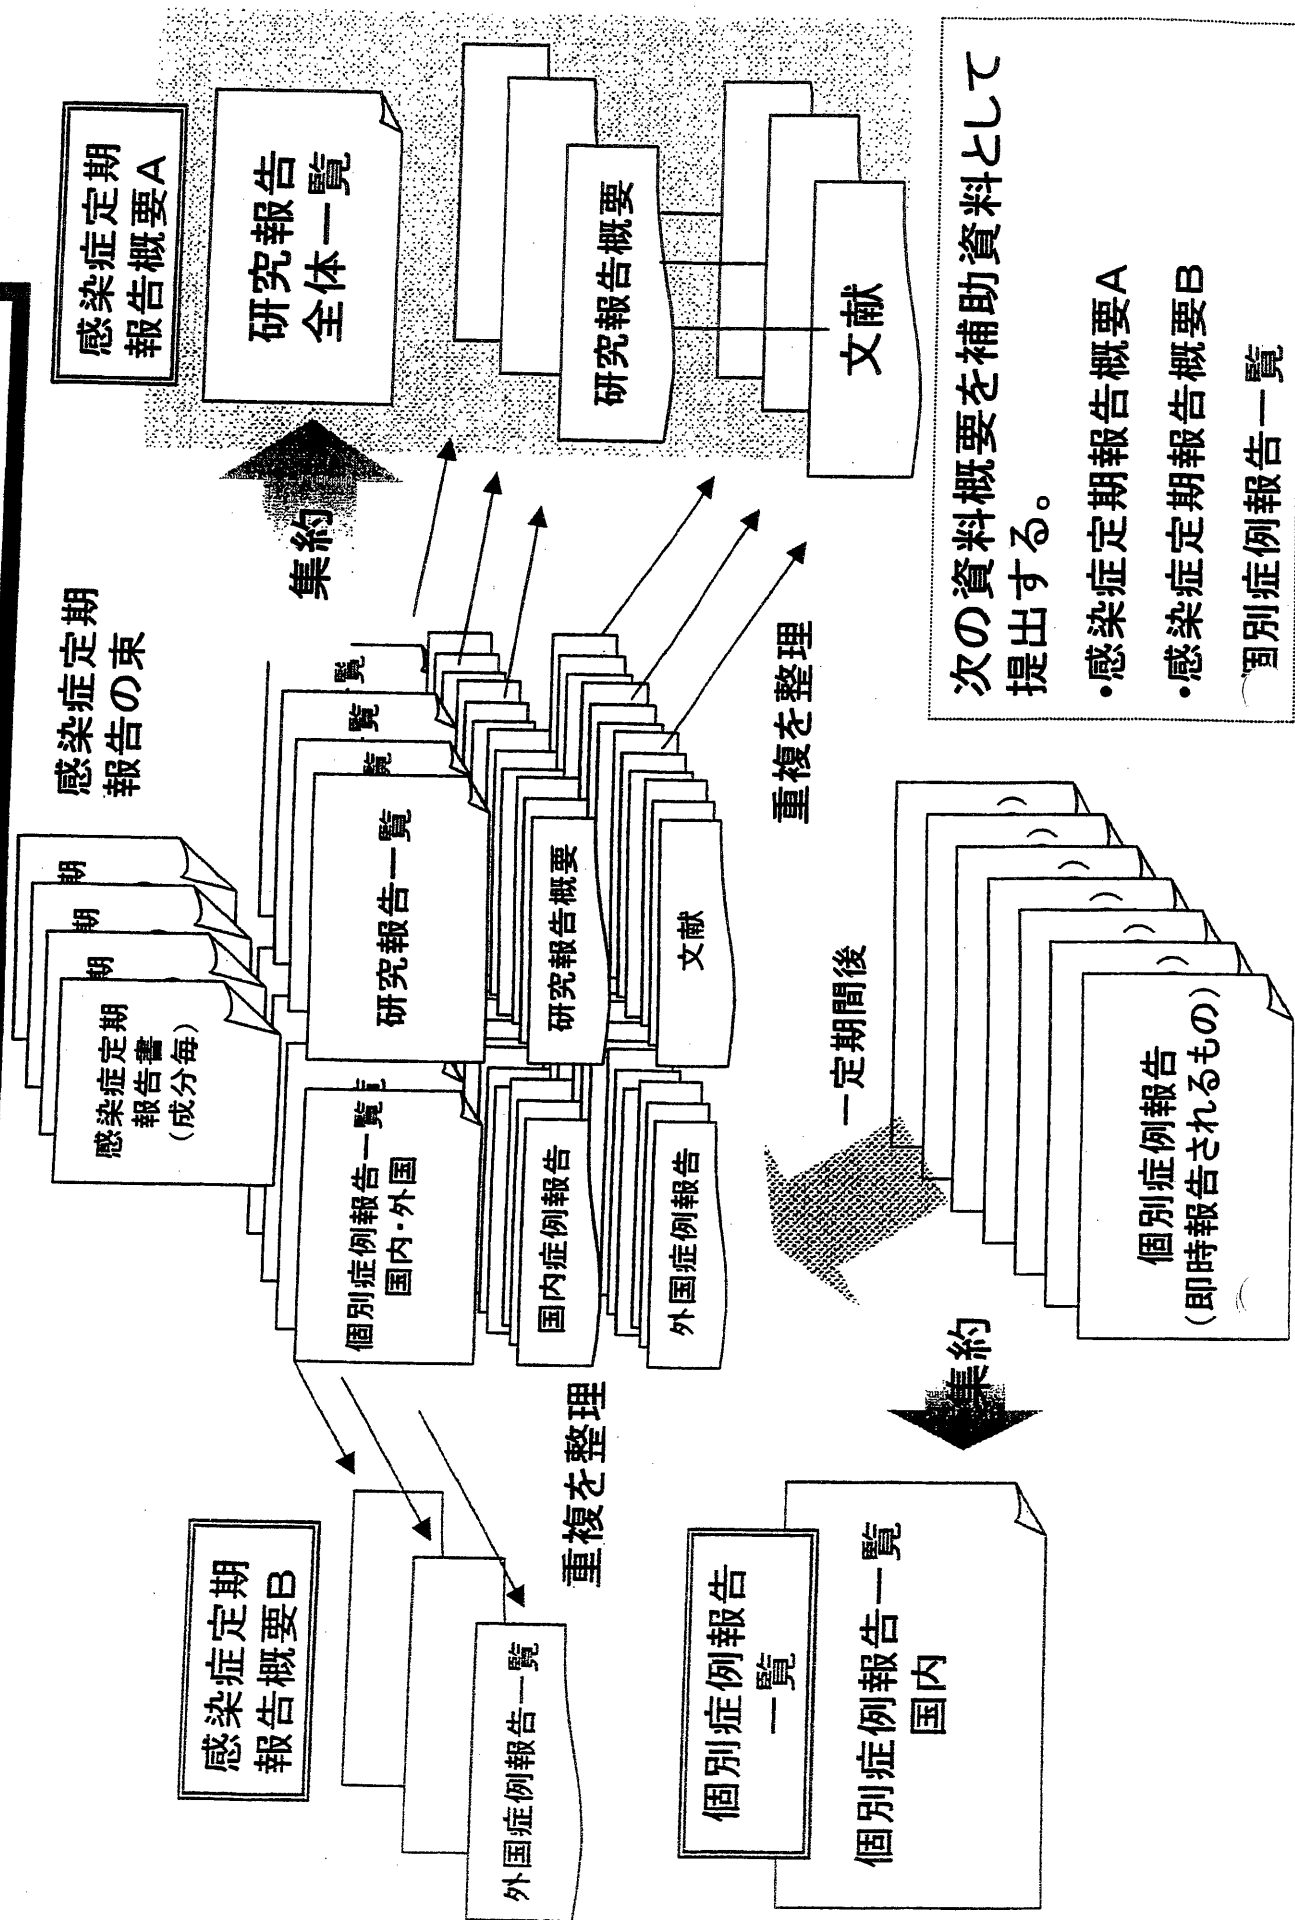 感染症定期
報告概要B
外国症例報告一覧
重複を整理
個別症例報告
一覧
個別症例報告一覧
国内
集約
感染症定期
報告書
(成分毎)
期
期
期
感染症定期
報告の束
個別症例報告一覧
国内・外国
国内症例報告
外国症例報告
研究報告一覧
覧
覧
覧
研究報告概要
文献
一定期間後
個別症例報告
(即時報告されるもの)
重複を整理
集約
感染症定期
報告概要A
研究報告
全体一覧
研究報告概要
文献
次の資料概要を補助資料として
提出する。
・感染症定期報告概要A
・感染症定期報告概要B
個別症例報告一覧